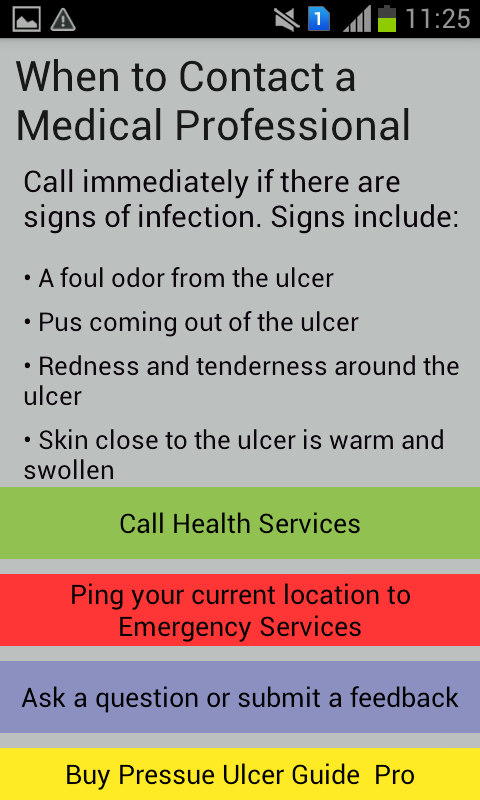 1 11:25
When to Contact a
Medical Professional
Call immediately if there are
signs of infection. Signs include:
• A foul odor from the ulcer
• Pus coming out of the ulcer
• Redness and tenderness around the
ulcer
• Skin close to the ulcer is warm and
swollen
Call Health Services
Ping your current location to
Emergency Services
Ask a question or submit a feedback
Buy Pressue Ulcer Guide  Pro